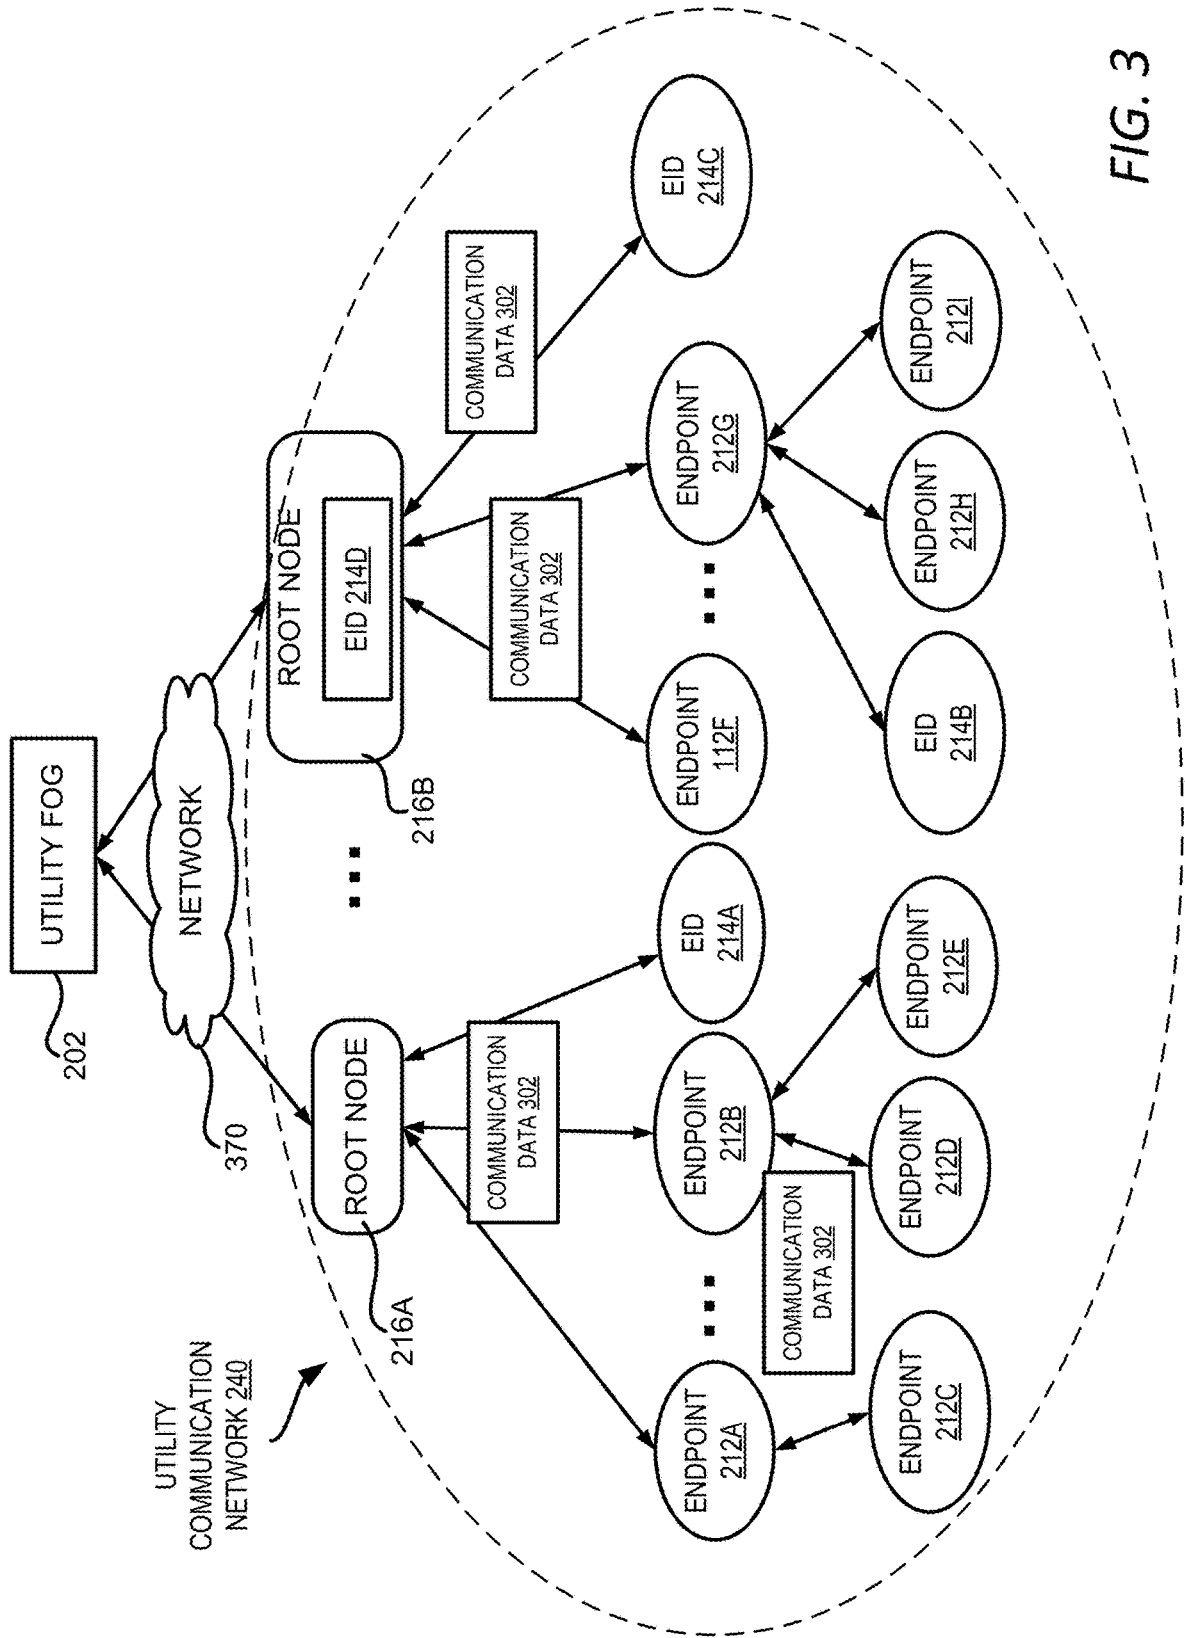 UTILITY FOG
202
NETWORK
370
UTILITY
COMMUNICATION
NETWORK 240
ROOT NODE
216A
ROOT NODE
EID 214D
216B
COMMUNICATION
DATA 302
COMMUNICATION
DATA 302
COMMUNICATION
DATA 302
ENDPOINT
212A
ENDPOINT
212B
EID
214A
ENDPOINT
112F
ENDPOINT
212G
EID
214C
COMMUNICATION
DATA 302
ENDPOINT
212C
ENDPOINT
212D
ENDPOINT
212E
EID
214B
ENDPOINT
212H
ENDPOINT
212I
FIG. 3